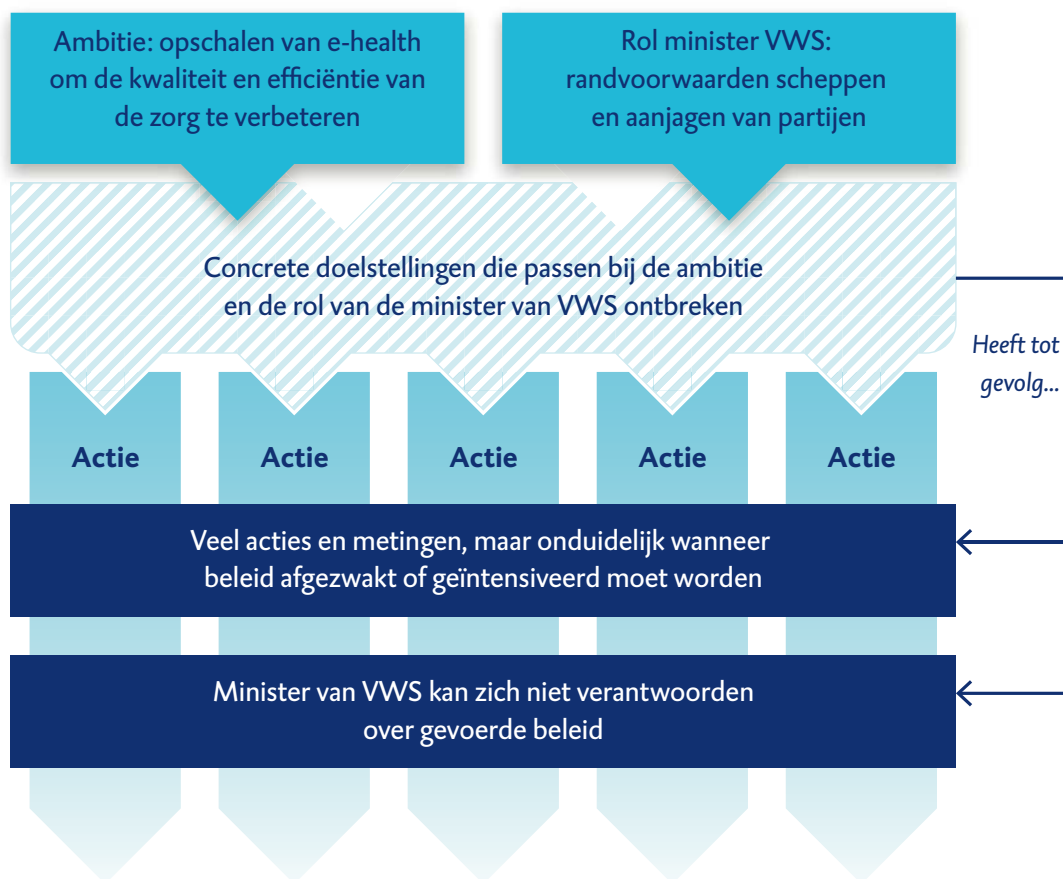 Ambitie: opschalen van e-health
om de kwaliteit en efficiëntie van
de zorg te verbeteren
Rol minister VWS:
randvoorwaarden scheppen
en aanjagen van partijen
Concrete doelstellingen die passen bij de ambitie
en de rol van de minister van VWS ontbreken
Heeft tot
gevolg...
Actie
Actie
Actie
Actie
Actie
Veel acties en metingen, maar onduidelijk wanneer
beleid afgezwakt of geïntensiveerd moet worden
Minister van VWS kan zich niet verantwoorden
over gevoerde beleid